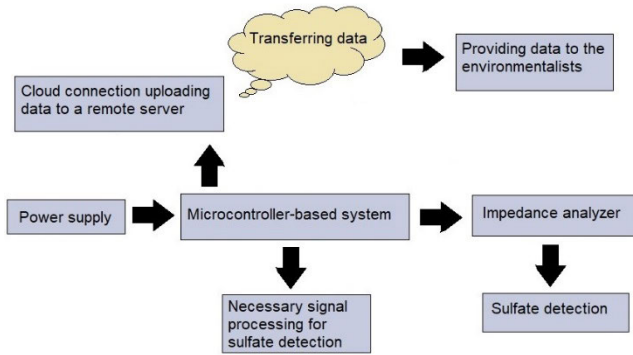 Transferring data
Providing data to the
environmentalists
Cloud connection uploading
data to a remote server
Power supply
Microcontroller-based system
Impedance analyzer
Necessary signal
processing for
sulfate detection
Sulfate detection